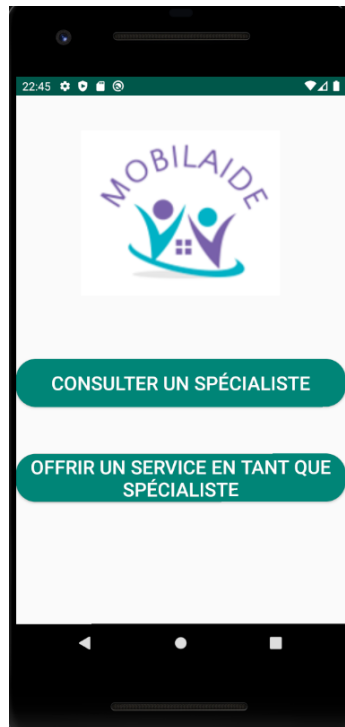 22:45
MOBILAIDE
CONSULTER UN SPÉCIALISTE
OFFRIR UN SERVICE EN TANT QUE
SPÉCIALISTE